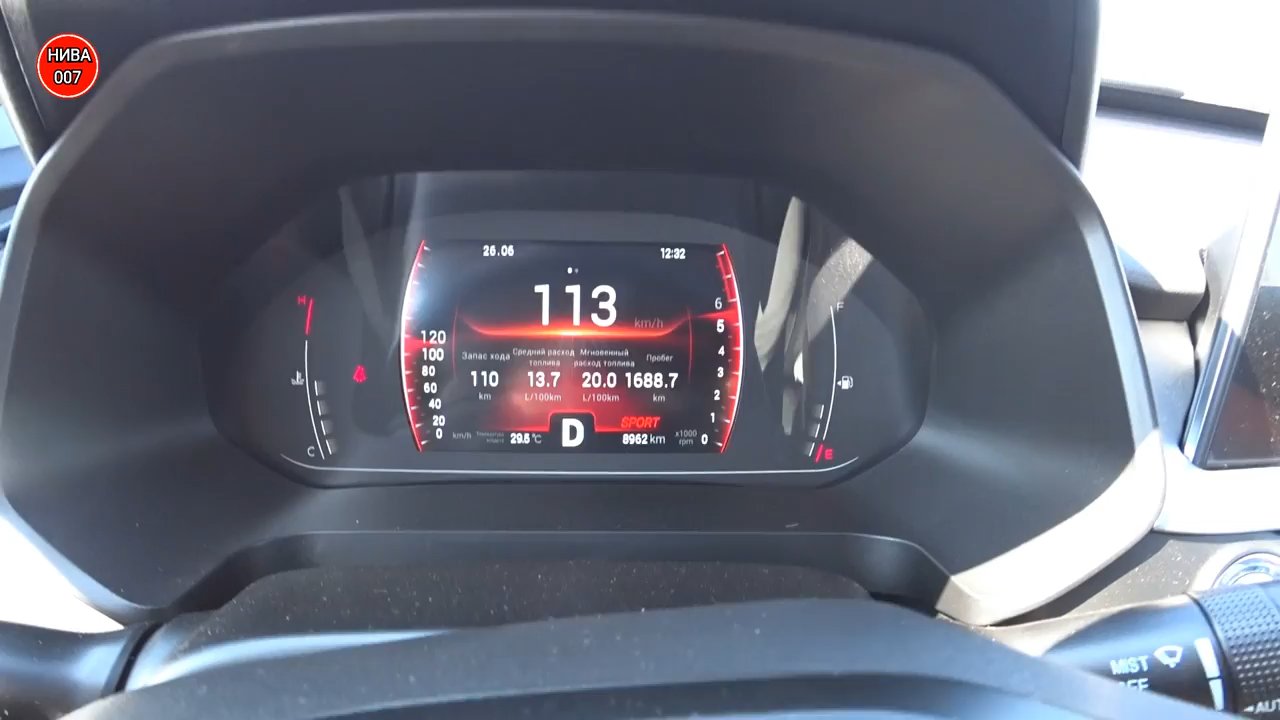 НИВА
007
26.06
12:32
113
km/h
H
F
6
5
4
3
2
1
0
120
100
80
60
40
20
0
Запас хода
110
km
Средний расход
топлива
13.7
L/100km
Мгновенный
расход топлива
20.0
L/100km
Пробег
1688.7
km
SPORT
km/h
29.5 °C
D
8962 km
x1000
rpm
C
E
MIST
OFF
AUT